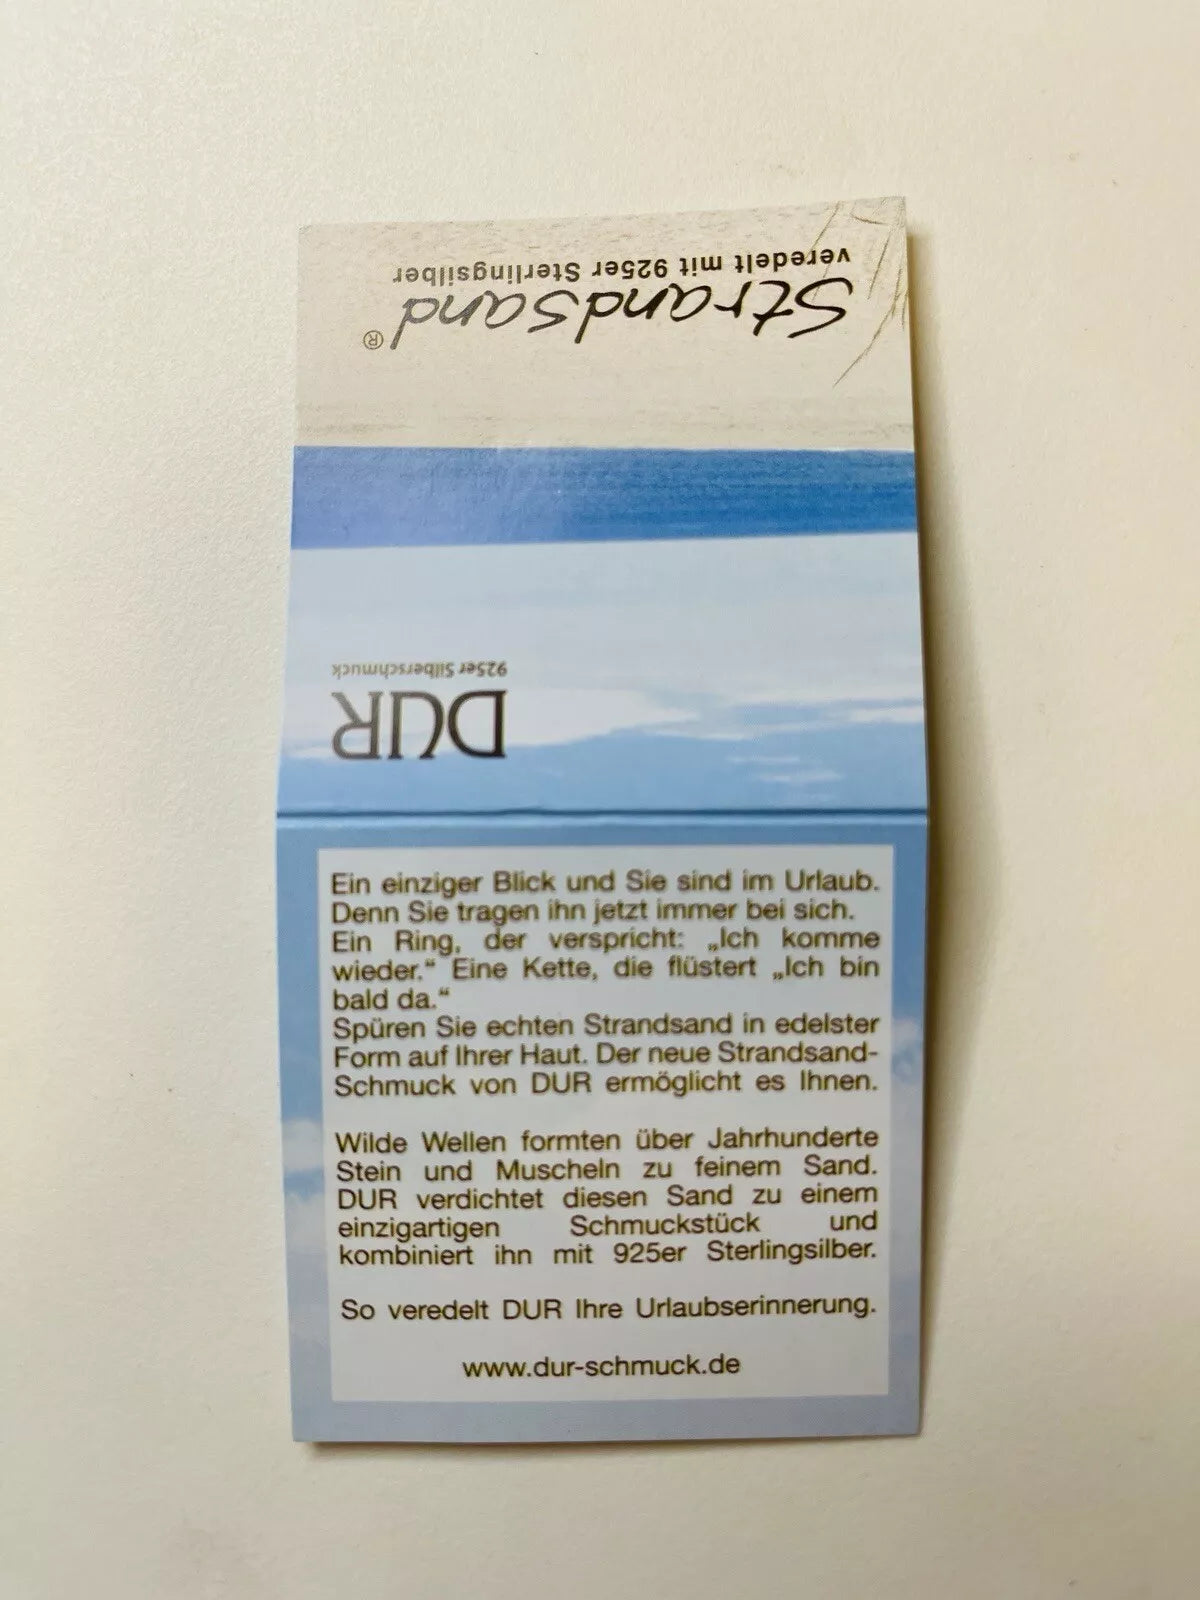 Strandsand®
veredelt mit 925er Sterlingsilber
DUR
925er Silberschmuck
Ein einziger Blick und Sie sind im Urlaub.
Denn Sie tragen ihn jetzt immer bei sich.
Ein Ring, der verspricht: „Ich komme
wieder.“ Eine Kette, die flüstert „Ich bin
bald da.“
Spüren Sie echten Strandsand in edelster
Form auf Ihrer Haut. Der neue Strandsand-
Schmuck von DUR ermöglicht es Ihnen.
Wilde Wellen formten über Jahrhunderte
Stein und Muscheln zu feinem Sand.
DUR verdichtet diesen Sand zu einem
einzigartigen Schmuckstück und
kombiniert ihn mit 925er Sterlingsilber.
So veredelt DUR Ihre Urlaubserinnerung.
www.dur-schmuck.de